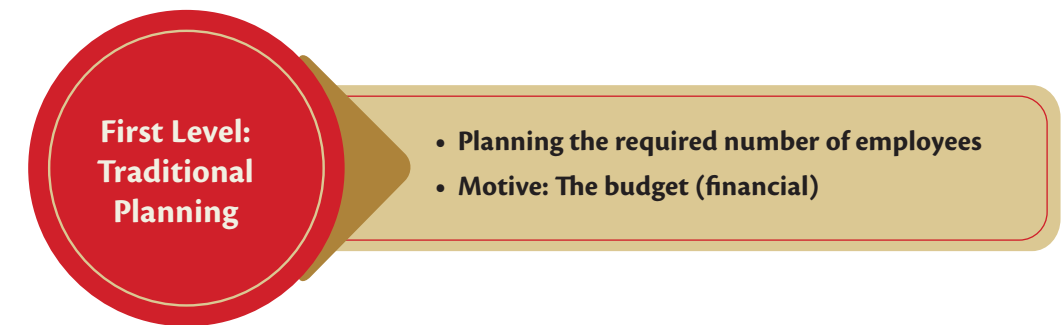 First Level:
Traditional
Planning
• Planning the required number of employees
• Motive: The budget (financial)